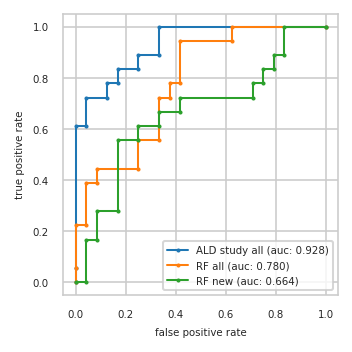 1.0
0.8
0.6
0.4
0.2
0.0
true positive rate
ALD study all (auc: 0.928)
RF all (auc: 0.780)
RF new (auc: 0.664)
0.0 0.2 0.4 0.6 0.8 1.0
false positive rate